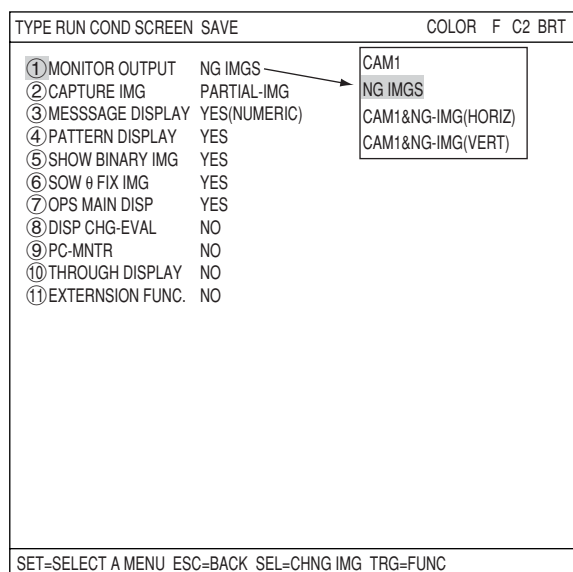 TYPE RUN COND SCREEN SAVE COLOR F C2 BRT
①MONITOR OUTPUT NG IMGS
②CAPTURE IMG PARTIAL-IMG
③MESSSAGE DISPLAY YES(NUMERIC)
④PATTERN DISPLAY YES
⑤SHOW BINARY IMG YES
⑥SOW θ FIX IMG YES
⑦OPS MAIN DISP YES
⑧DISP CHG-EVAL NO
⑨PC-MNTR NO
⑩THROUGH DISPLAY NO
⑪EXTERNSION FUNC. NO
CAM1
NG IMGS
CAM1&NG-IMG(HORIZ)
CAM1&NG-IMG(VERT)
SET=SELECT A MENU ESC=BACK SEL=CHNG IMG TRG=FUNC